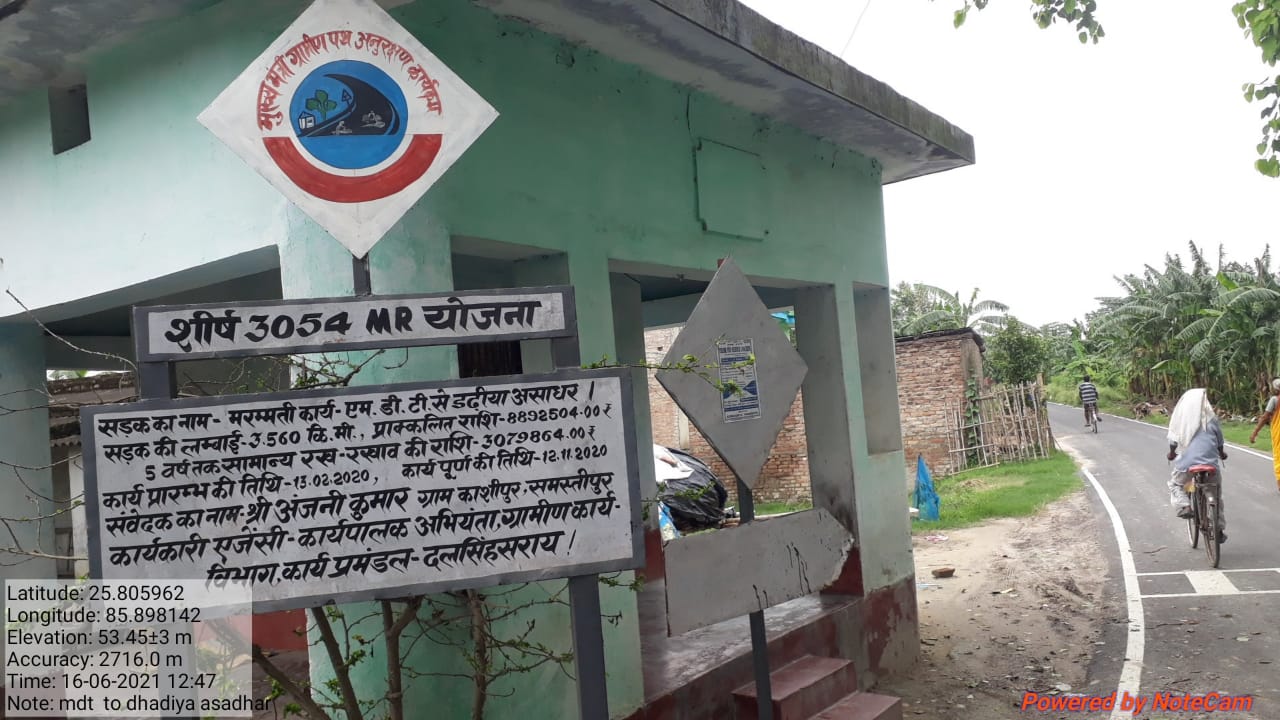 मुख्य मंत्री ग्रामीण पथ अनुरक्षण कार्यक्रम
शीर्ष 3054 MR योजना
सड़क का नाम - मरम्मती कार्य - एम. डी. टी से ढढीया असाधर।
सड़क की लम्बाई - 3.560 कि.मी., प्राक्कलित राशि - 8892504.00 ₹
5 वर्ष तक सामान्य रख - रखाव की राशि - 3079864.00 ₹
कार्य प्रारम्भ की तिथि - 13.02.2020, कार्य पूर्ण की तिथि - 12.11.2020
संवेदक का नाम - श्री अंजनी कुमार ग्राम काशीपुर, समस्तीपुर
कार्यकारी एजेंसी - कार्यपालक अभियंता, ग्रामीण कार्य-
विभाग, कार्य प्रमंडल - दलसिंहसराय।
Latitude: 25.805962
Longitude: 85.898142
Elevation: 53.45±3 m
Accuracy: 2716.0 m
Time: 16-06-2021 12:47
Note: mdt to dhadiya asadhar
Powered by NoteCam